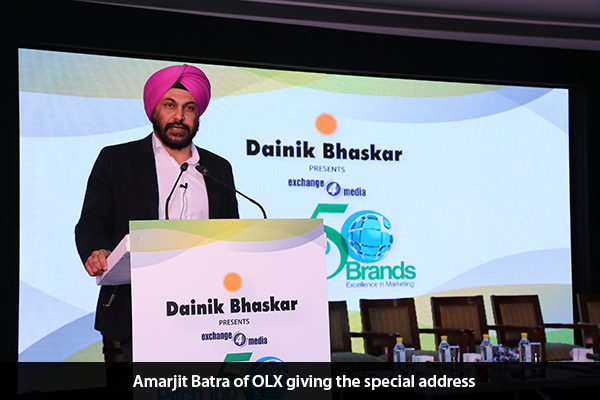 Dainik Bhaskar
PRESENTS
exchange4media
50
Brands
Excellence in Marketing
Dainik Bhaskar
PRESENTS
exchange4media
Amarjit Batra of OLX giving the special address